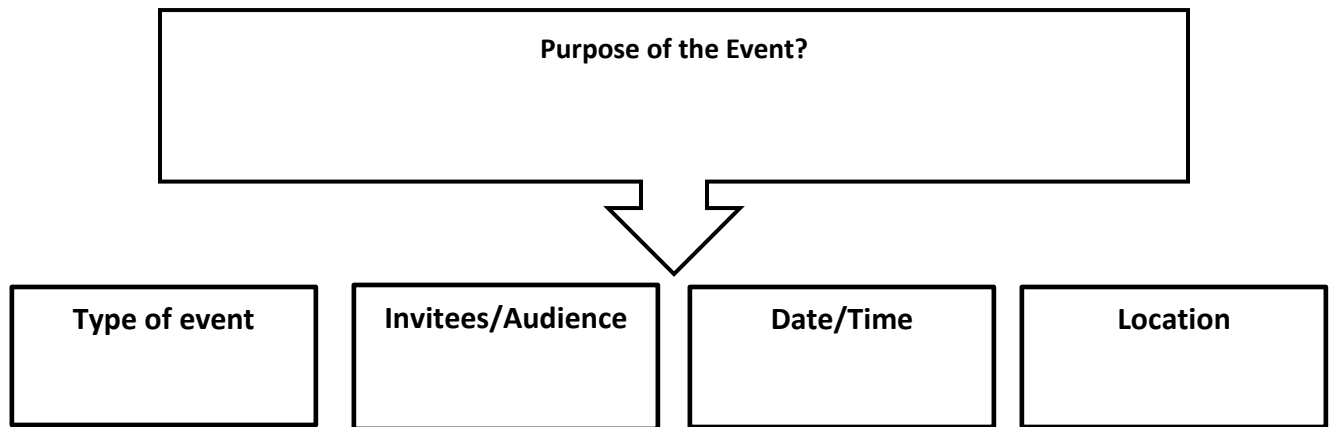 Purpose of the Event?
Type of event
Invitees/Audience
Date/Time
Location